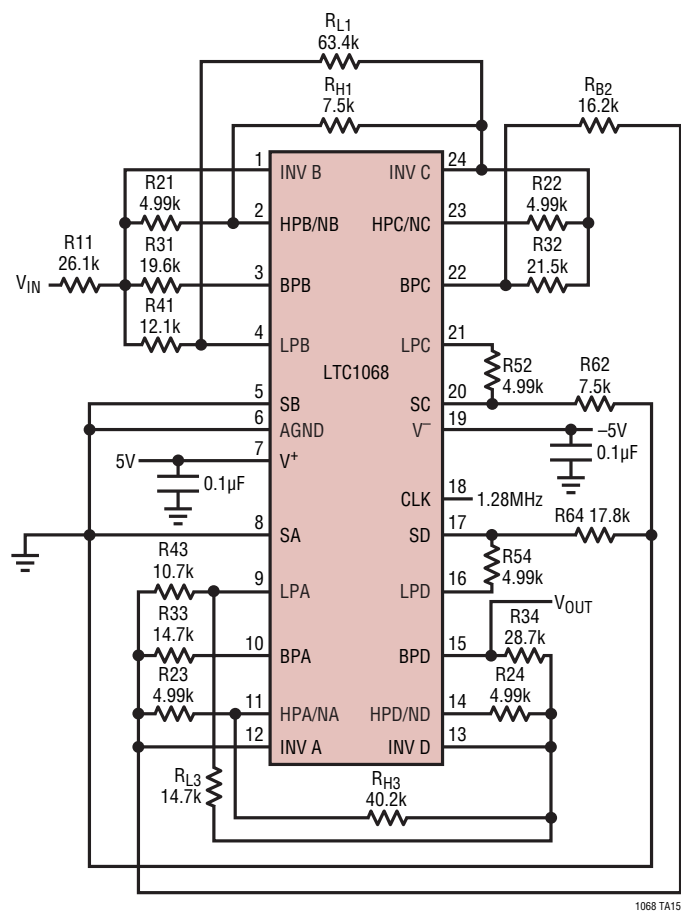 RL1
63.4k
RH1
7.5k
RB2
16.2k
1
INV B
INV C
24
R21
4.99k
R22
4.99k
2
HPB/NB
HPC/NC
23
R11
26.1k
R31
19.6k
R32
21.5k
VIN
3
BPB
BPC
22
R41
12.1k
4
LPB
LPC
21
LTC1068
R52
4.99k
R62
7.5k
5
SB
SC
20
6
AGND
V–
19
–5V
0.1µF
5V
7
V+
0.1µF
CLK
18
1.28MHz
8
SA
SD
17
R64 17.8k
R43
10.7k
R54
4.99k
9
LPA
LPD
16
VOUT
R33
14.7k
R34
28.7k
10
BPA
BPD
15
R23
4.99k
R24
4.99k
11
HPA/NA
HPD/ND
14
12
INV A
INV D
13
RL3
14.7k
RH3
40.2k
1068 TA15